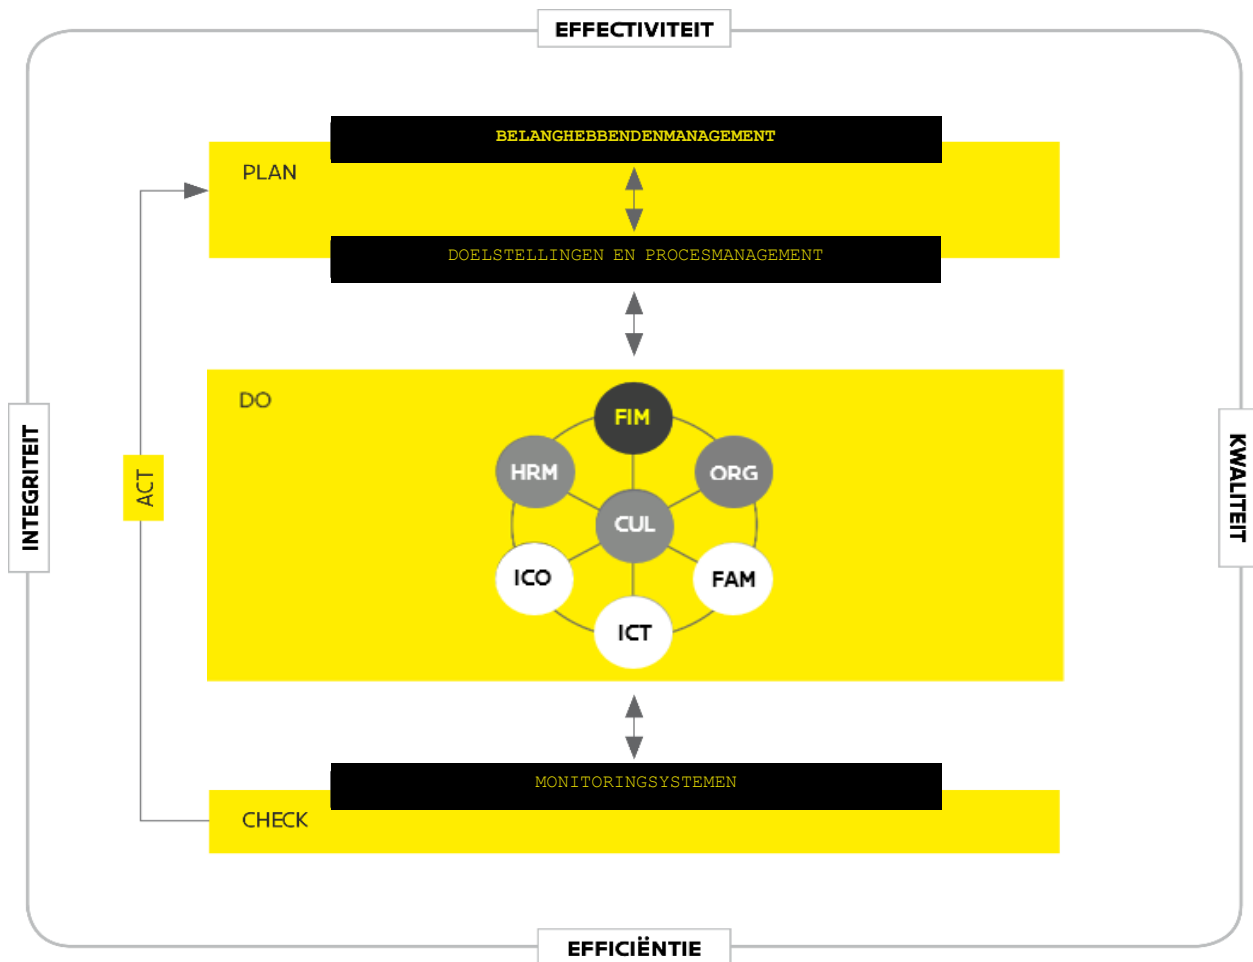 EFFECTIVITEIT
BELANGHEBBENDENMANAGEMENT
PLAN
DOELSTELLINGEN EN PROCESMANAGEMENT
DO
FIM
HRM
ORG
CUL
ICO
FAM
ICT
INTEGRITEIT
ACT
KWALITEIT
MONITORINGSYSTEMEN
CHECK
EFFICIËNTIE